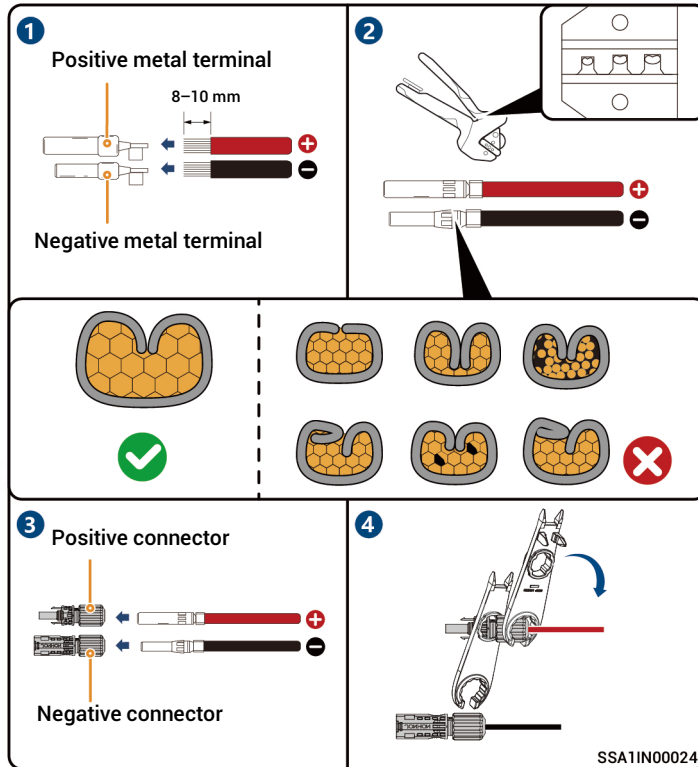 1
Positive metal terminal
8–10 mm
+
−
Negative metal terminal
2
+
−
3
Positive connector
+
−
Negative connector
4
SSA1IN00024